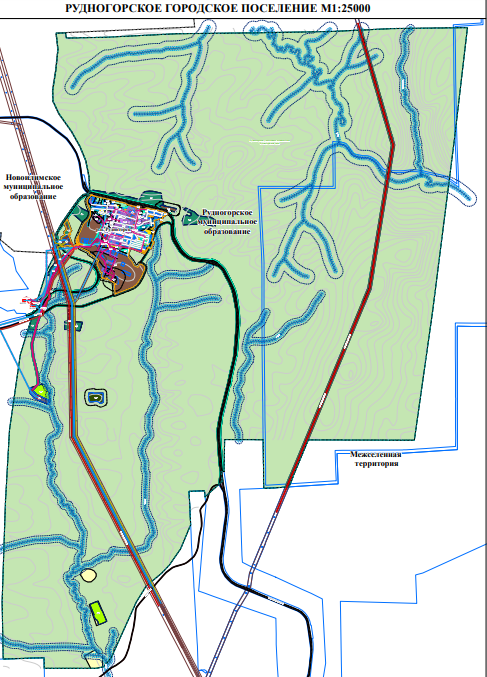 РУДНОГОРСКОЕ ГОРОДСКОЕ ПОСЕЛЕНИЕ М1:25000
Новоилимское
муниципальное
образование
Рудногорское
муниципальное
образование
Межселенная
территория